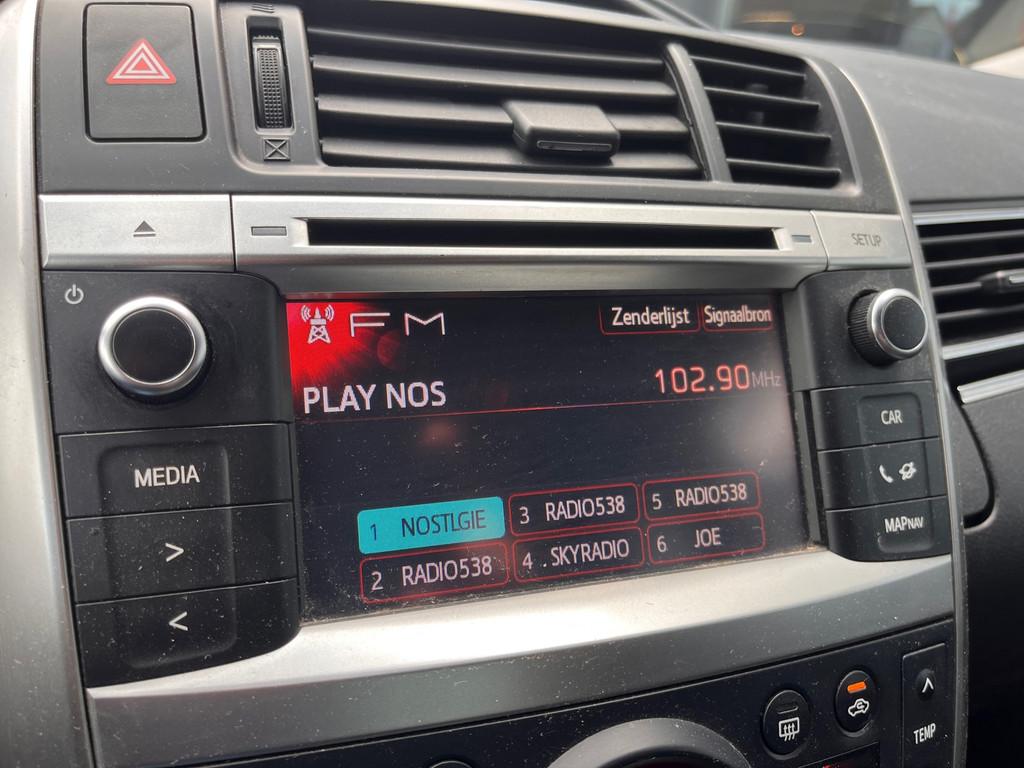 SETUP
FM
Zenderlijst
Signaalbron
PLAY NOS
102.90MHz
MEDIA
>
<
1 NOSTLGIE
3 RADIO538
5 RADIO538
2 RADIO538
4 .SKYRADIO
6 JOE
CAR
MAPNAV
TEMP